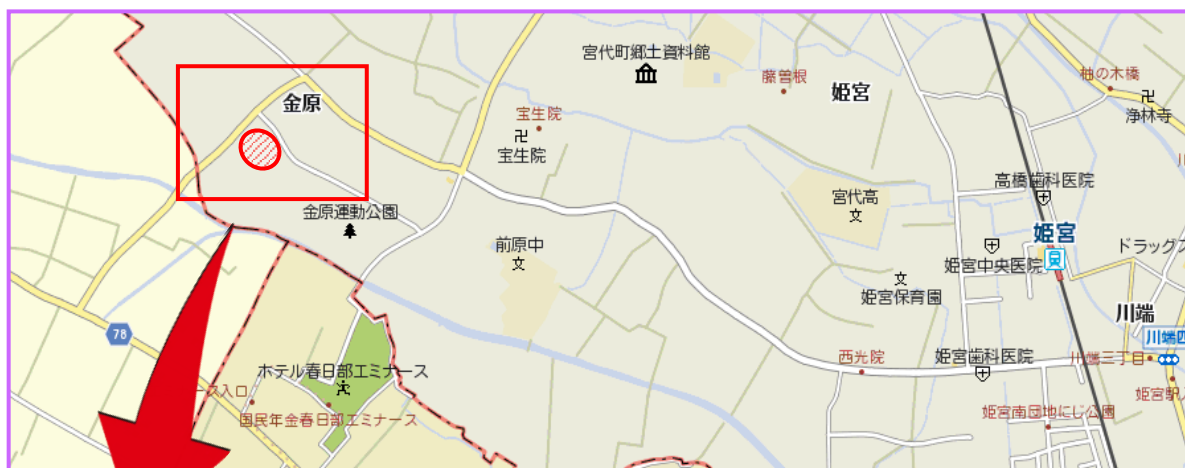 宮代町郷土資料館
藤曽根
姫宮
柚の木橋
浄林寺
金原
宝生院
宝生院
高橋歯科医院
宮代高
金原運動公園
前原中
姫宮
ドラッグス
姫宮中央医院
姫宮保育園
川端
78
川端四
西光院
姫宮歯科医院
川端三丁目
ホテル春日部エミナース
ース入口
国民年金春日部エミナース
姫宮駅入
姫宮南団地にじ公園